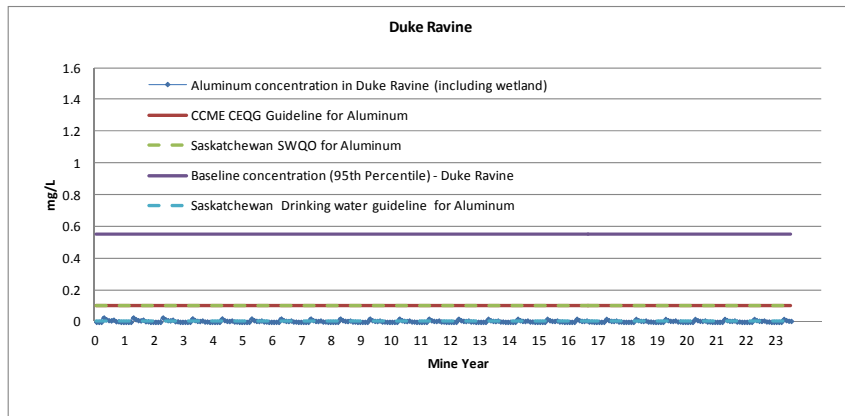 Duke Ravine
1.6
1.4
1.2
1
0.8
0.6
0.4
0.2
0
mg/L
Aluminum concentration in Duke Ravine (including wetland)
CCME CEQG Guideline for Aluminum
Saskatchewan SWQO for Aluminum
Baseline concentration (95th Percentile) - Duke Ravine
Saskatchewan Drinking water guideline for Aluminum
0 1 2 3 4 5 6 7 8 9 10 11 12 13 14 15 16 17 18 19 20 21 22 23
Mine Year